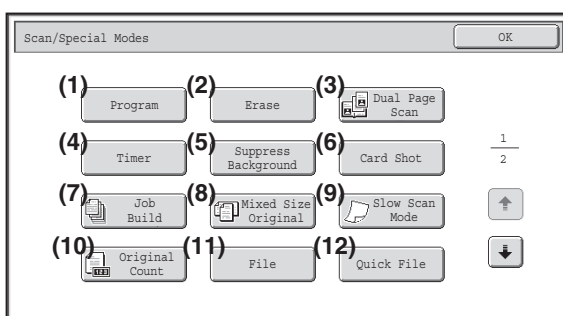 Scan/Special Modes OK
(1) Program (2) Erase (3) Dual Page
Scan
(4) Timer (5) Suppress
Background (6) Card Shot
1
2
(7) Job
Build (8) Mixed Size
Original (9) Slow Scan
Mode
(10) 123 Original
Count (11) File (12) Quick File